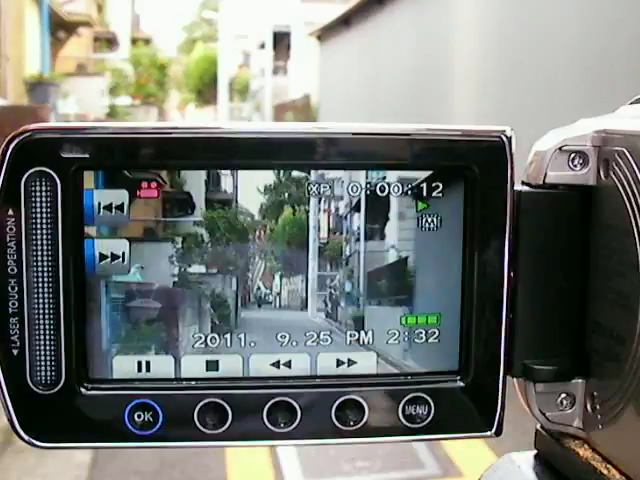 XP 0:00:12
2011. 9.25 PM 2:32
LASER TOUCH OPERATION
OK
MENU